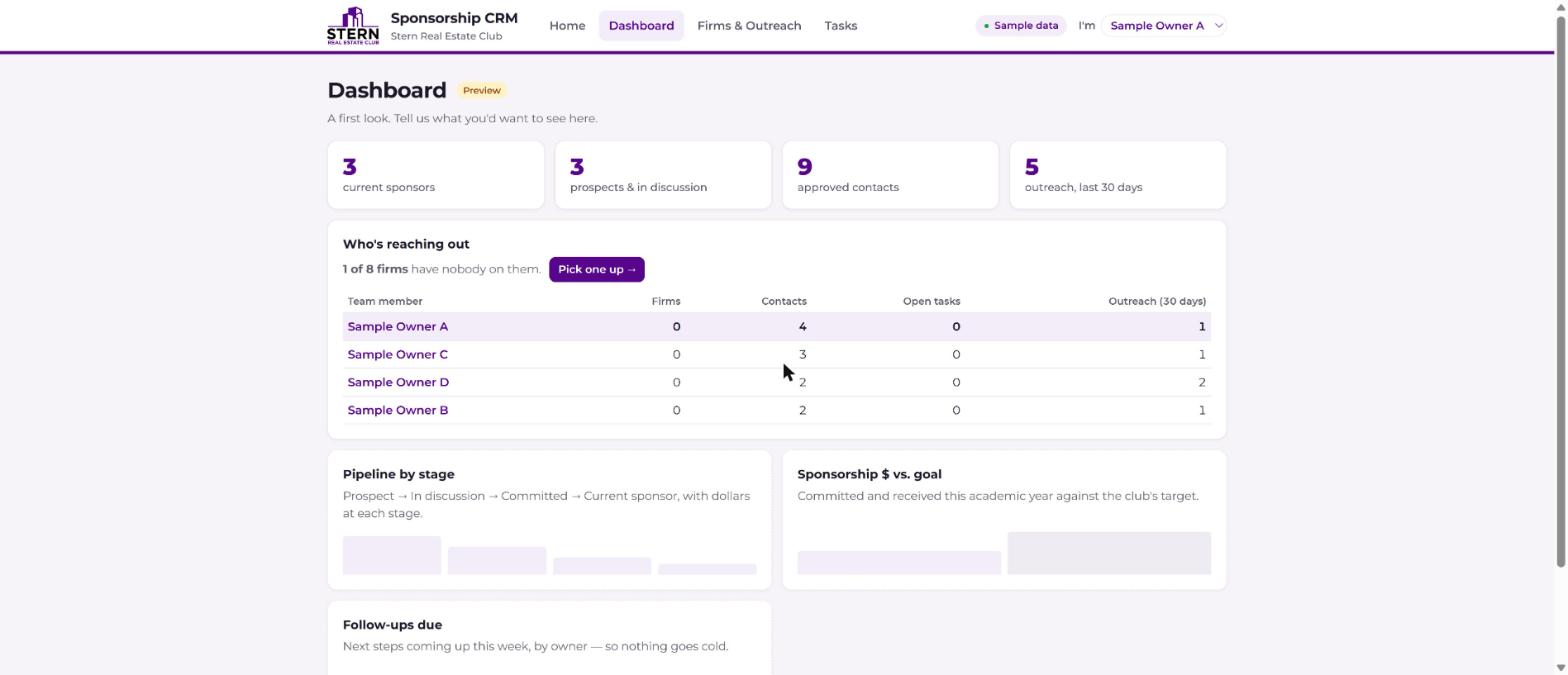 STERN
REAL ESTATE CLUB
Sponsorship CRM
Stern Real Estate Club
Home
Dashboard
Firms & Outreach
Tasks
Sample data
I'm
Sample Owner A
Dashboard
Preview
A first look. Tell us what you'd want to see here.
3
current sponsors
3
prospects & in discussion
9
approved contacts
5
outreach, last 30 days
Who's reaching out
1 of 8 firms have nobody on them.
Pick one up →
Team member Firms Contacts Open tasks Outreach (30 days)
Sample Owner A 0 4 0 1
Sample Owner C 0 3 0 1
Sample Owner D 0 2 0 2
Sample Owner B 0 2 0 1
Pipeline by stage
Prospect → In discussion → Committed → Current sponsor, with dollars
at each stage.
Sponsorship $ vs. goal
Committed and received this academic year against the club's target.
Follow-ups due
Next steps coming up this week, by owner — so nothing goes cold.